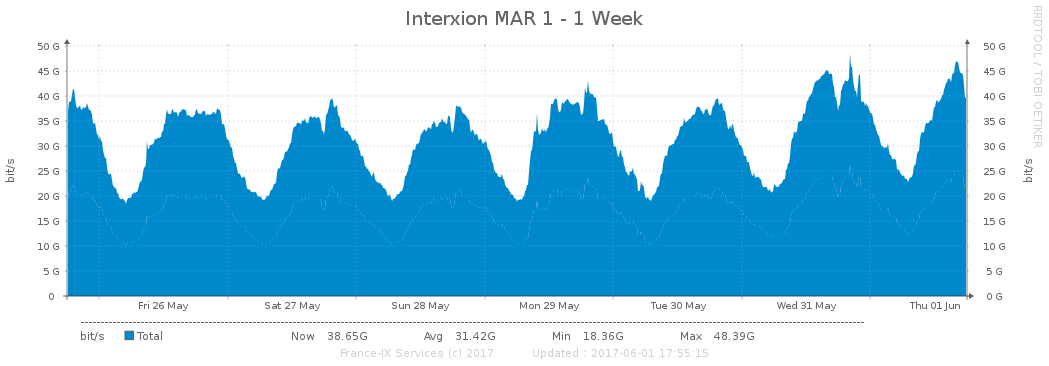 Interxion MAR 1 - 1 Week
RRDTOOL / TOBI OETIKER
50 G 50 G
45 G 45 G
40 G 40 G
35 G 35 G
30 G 30 G
25 G 25 G
20 G 20 G
15 G 15 G
10 G 10 G
5 G 5 G
0 0 G
bit/s bit/s
Fri 26 May Sat 27 May Sun 28 May Mon 29 May Tue 30 May Wed 31 May Thu 01 Jun
bit/s Total Now 38.65G Avg 31.42G Min 18.36G Max 48.39G
France-IX Services (c) 2017 Updated : 2017-06-01 17:55:15